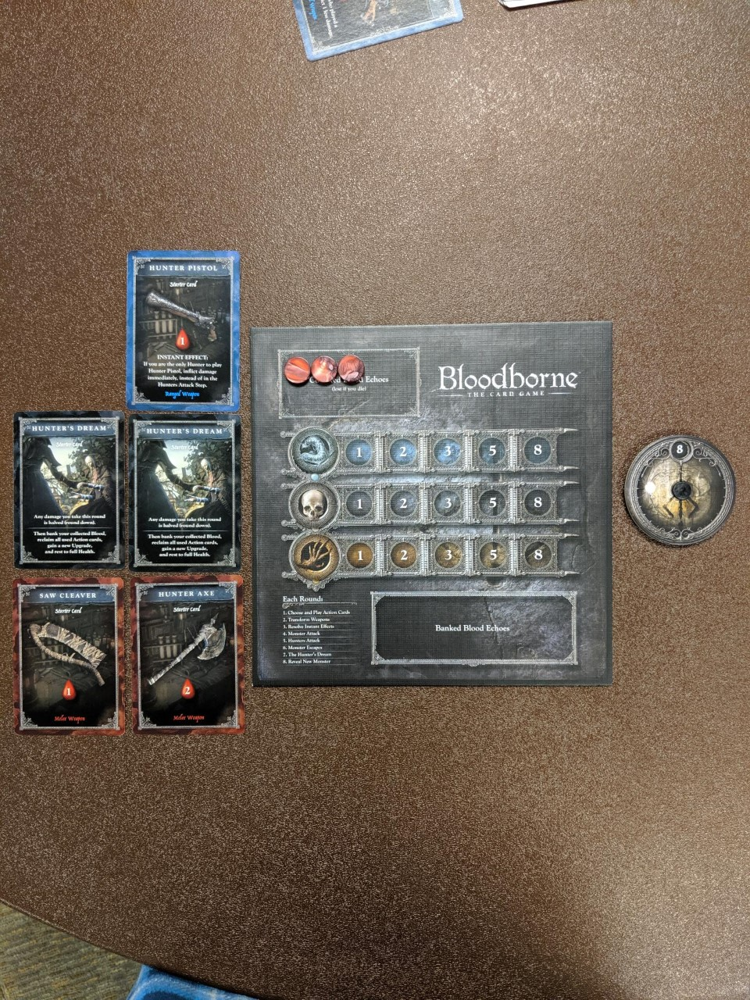 HUNTER PISTOL
Starter Card
1
INSTANT EFFECT:
If you are the only Hunter to play
Hunter Pistol, inflict damage
immediately, instead of in the
Hunters Attack Step.
Ranged Weapon
HUNTER'S DREAM
Starter Card
Any damage you take this round
is halved (round down).
Then bank your collected Blood,
reclaim all used Action cards,
gain a new Upgrade,
and rest to full Health.
HUNTER'S DREAM
Starter Card
Any damage you take this round
is halved (round down).
Then bank your collected Blood,
reclaim all used Action cards,
gain a new Upgrade,
and rest to full Health.
SAW CLEAVER
Starter Card
1
Melee Weapon
HUNTER AXE
Starter Card
2
Melee Weapon
Echoes
(lost if you die)
Bloodborne
THE CARD GAME
1 2 3 5 8
1 2 3 5 8
1 2 3 5 8
Each Rounds
1. Choose and Play Action Cards
2. Transform Weapons
3. Resolve Instant Effects
4. Monster Attack
5. Hunters Attack
6. Monster Escapes
7. The Hunter's Dream
8. Reveal New Monster
Banked Blood Echoes
8